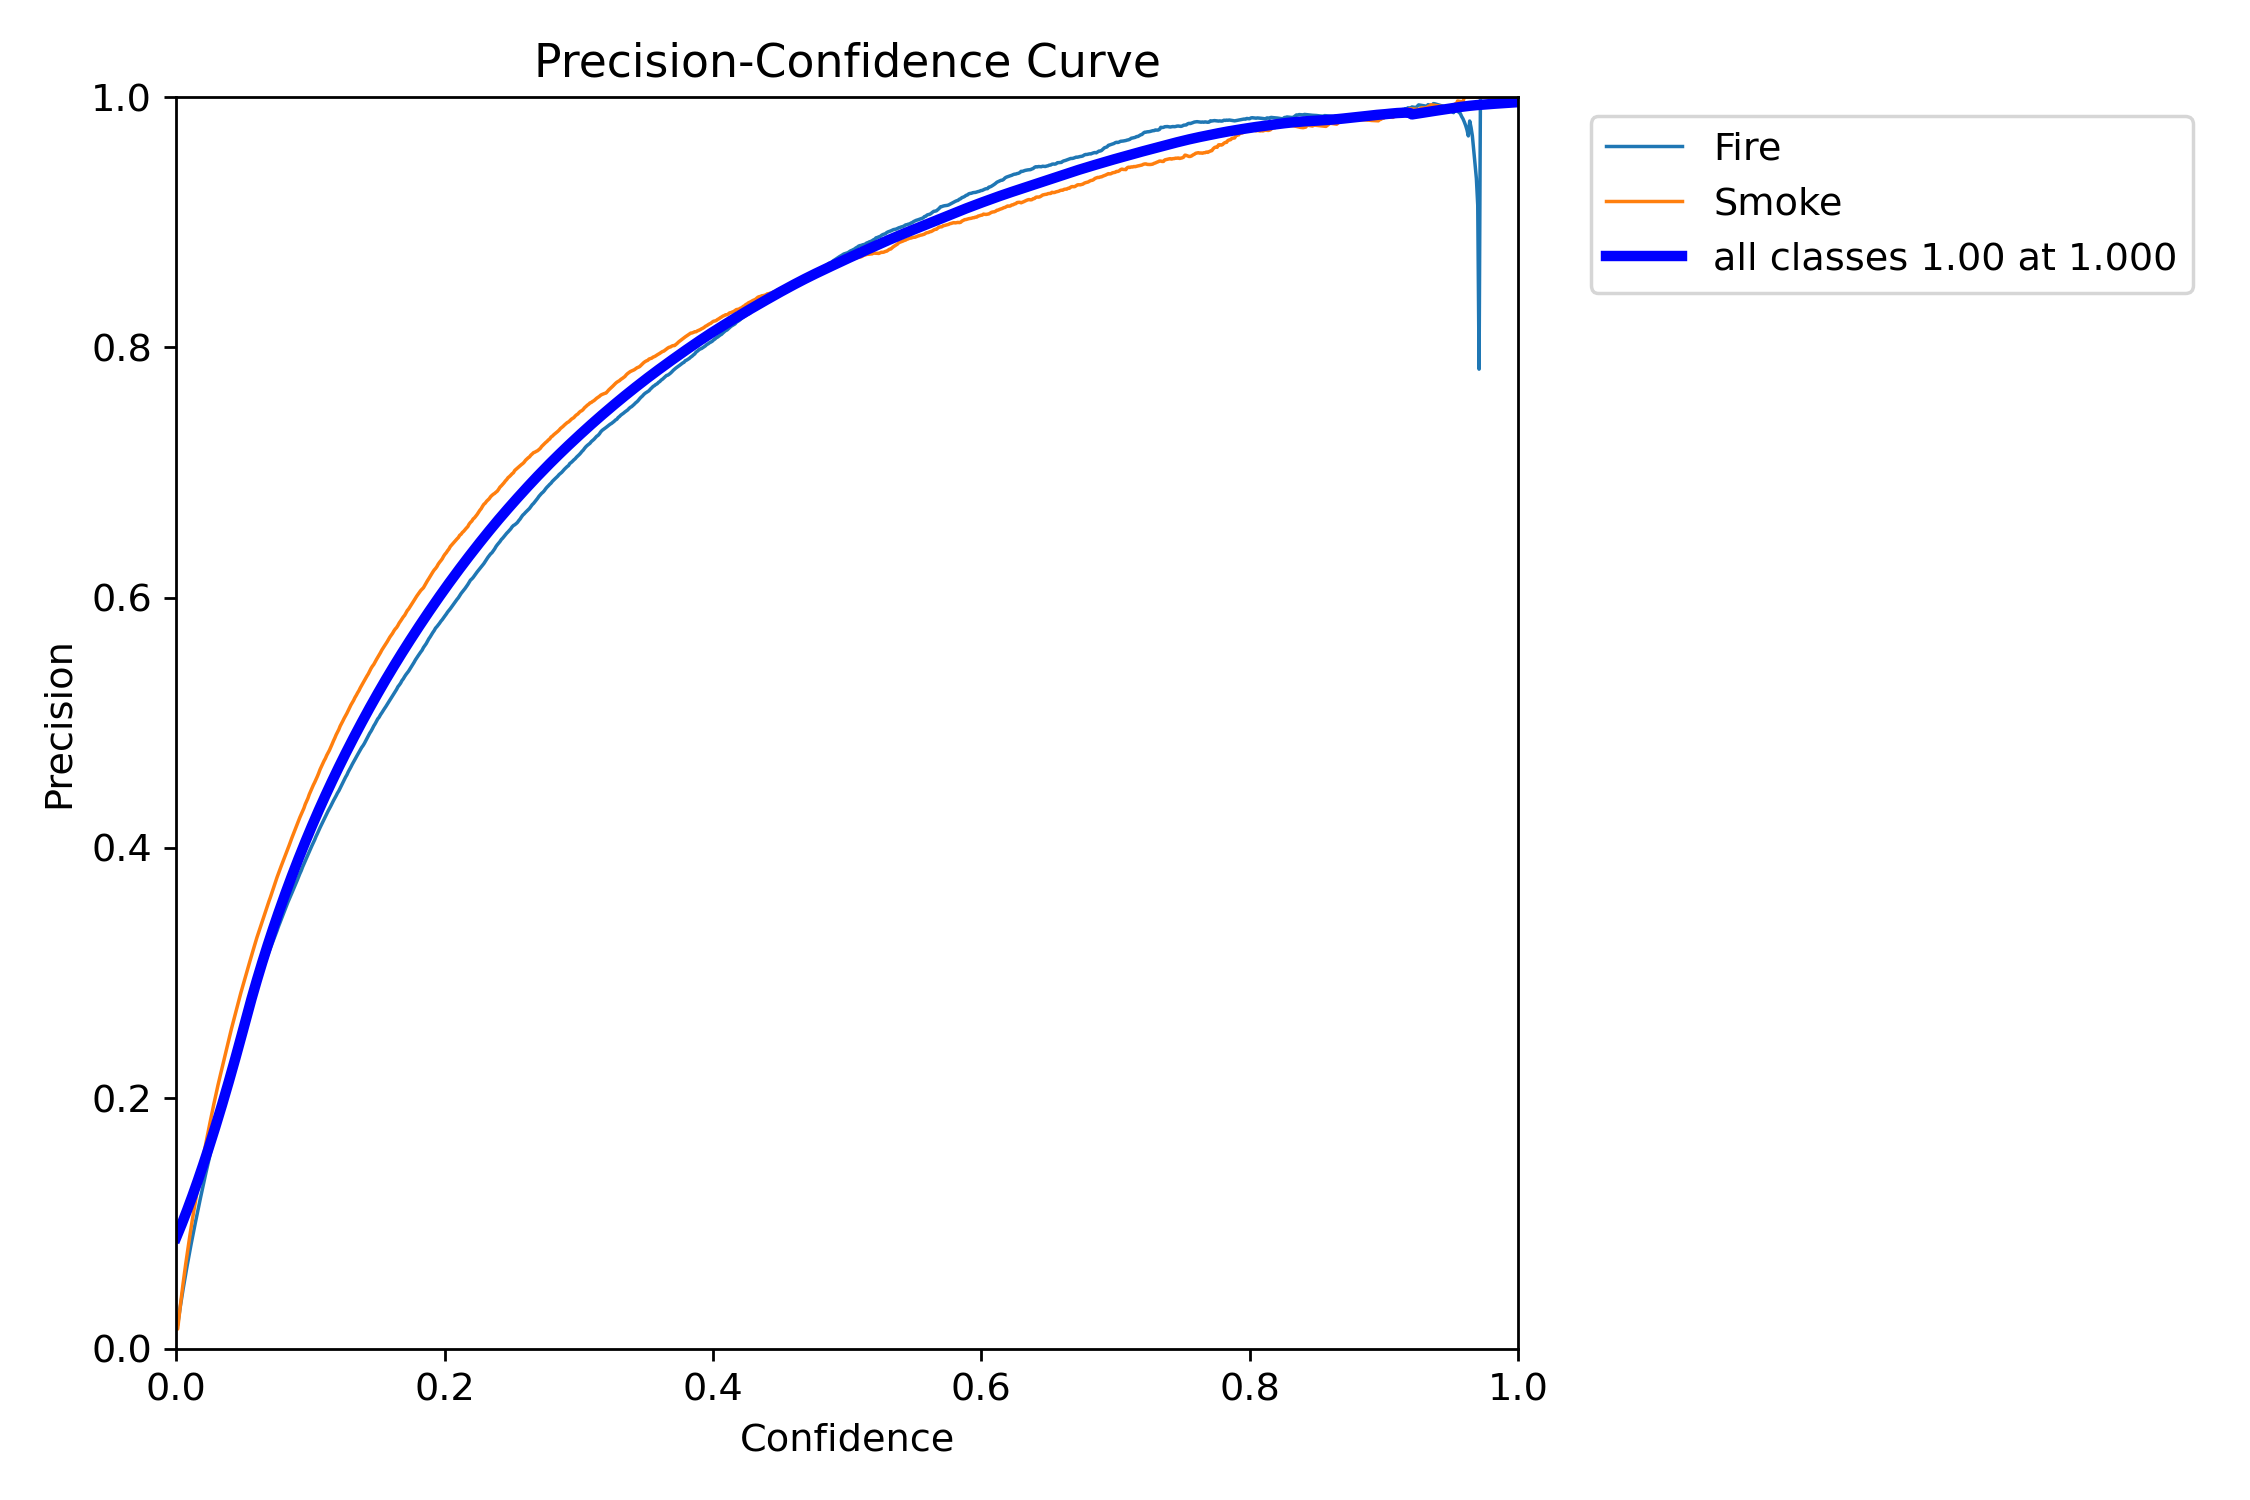 Precision-Confidence Curve
1.0
0.8
0.6
0.4
0.2
0.0
Precision
0.0 0.2 0.4 0.6 0.8 1.0
Confidence
Fire
Smoke
all classes 1.00 at 1.000